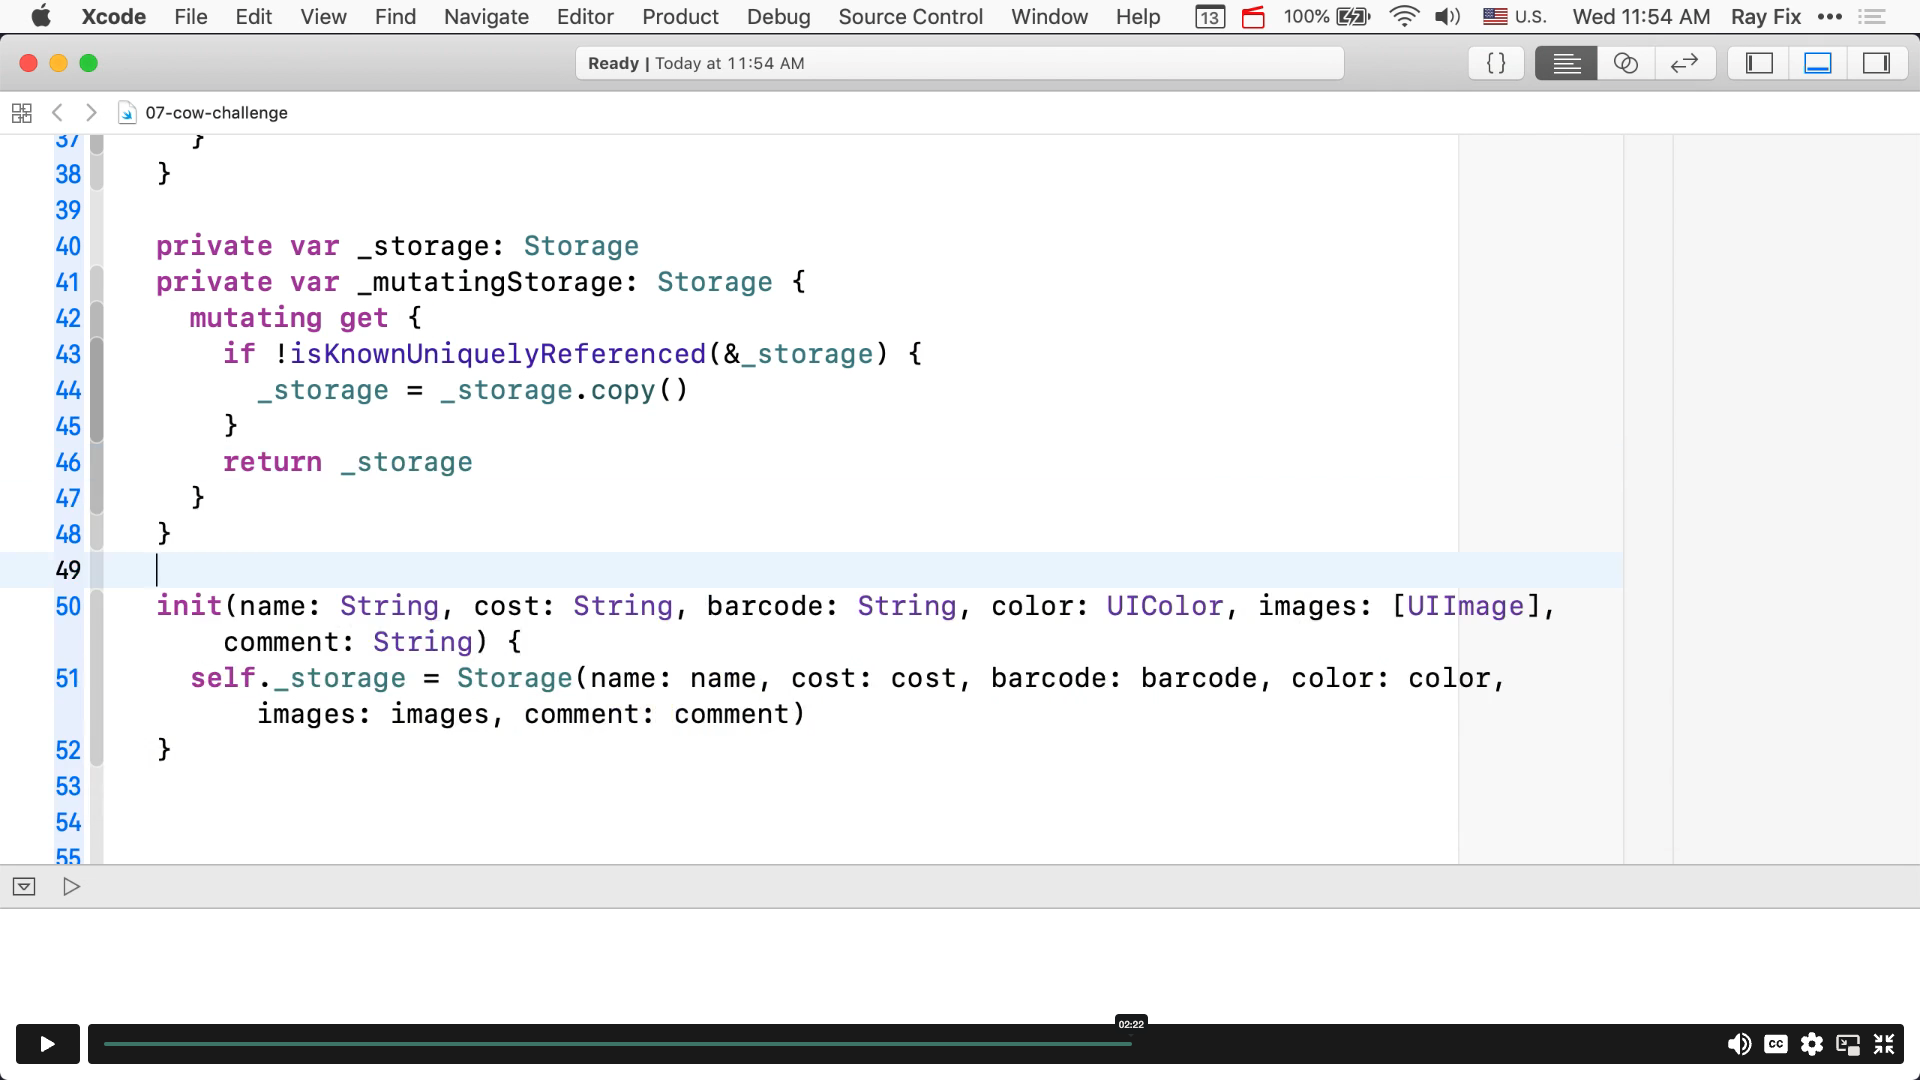 Xcode File Edit View Find Navigate Editor Product Debug Source Control Window Help 13 100% U.S. Wed 11:54 AM Ray Fix
Ready | Today at 11:54 AM { }
07-cow-challenge
37 }
38 }
39
40 private var _storage: Storage
41 private var _mutatingStorage: Storage {
42 mutating get {
43 if !isKnownUniquelyReferenced(&_storage) {
44 _storage = _storage.copy()
45 }
46 return _storage
47 }
48 }
49
50 init(name: String, cost: String, barcode: String, color: UIColor, images: [UIImage],
comment: String) {
51 self._storage = Storage(name: name, cost: cost, barcode: barcode, color: color,
images: images, comment: comment)
52 }
53
54
55
02:22
CC